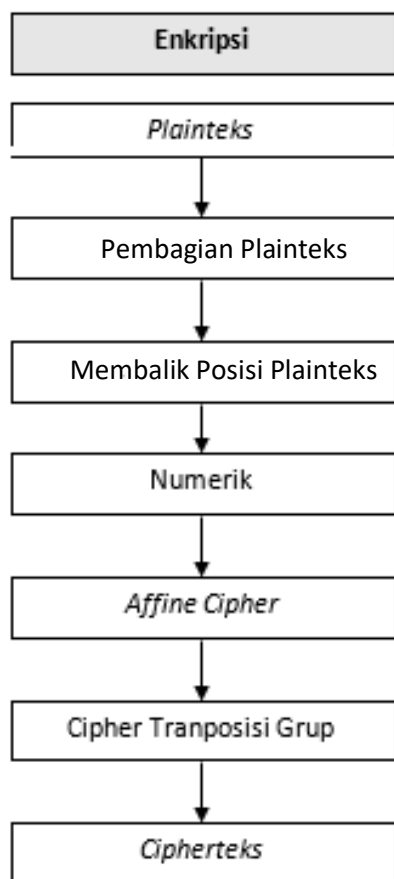 Enkripsi
Plainteks
Pembagian Plainteks
Membalik Posisi Plainteks
Numerik
Affine Cipher
Cipher Tranposisi Grup
Cipherteks